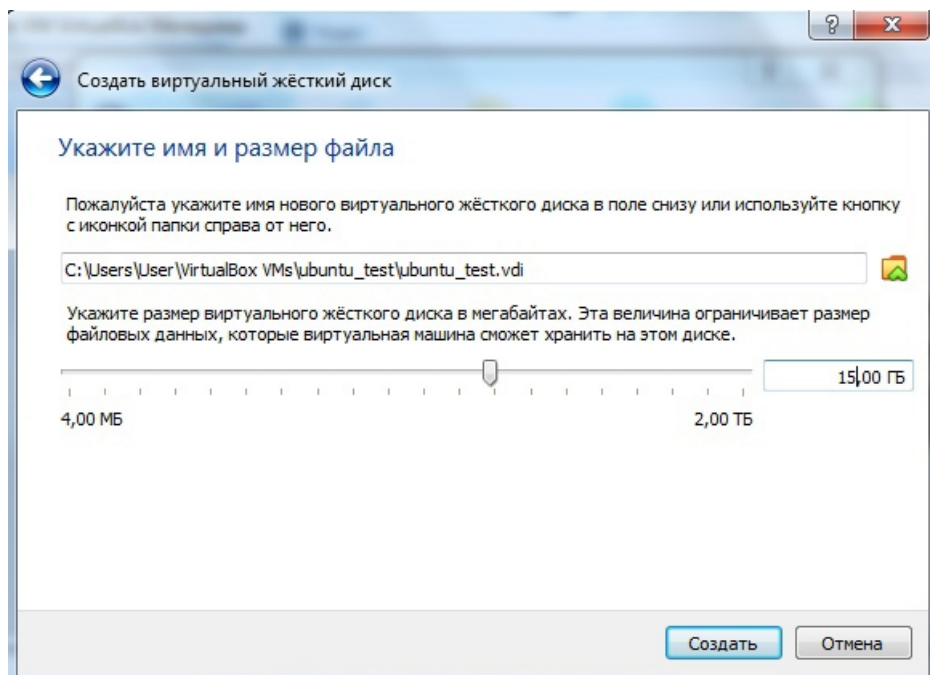 Создать виртуальный жёсткий диск
Укажите имя и размер файла
Пожалуйста укажите имя нового виртуального жёсткого диска в поле снизу или используйте кнопку
с иконкой папки справа от него.
C:\Users\User\VirtualBox VMs\ubuntu_test\ubuntu_test.vdi
Укажите размер виртуального жёсткого диска в мегабайтах. Эта величина ограничивает размер
файловых данных, которые виртуальная машина сможет хранить на этом диске.
15,00 ГБ
4,00 МБ 2,00 ТБ
Создать Отмена